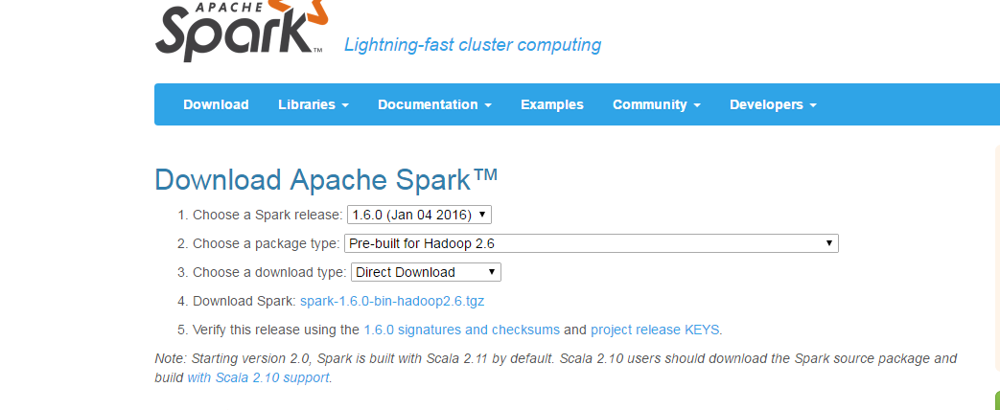 APACHE
Spark™
Lightning-fast cluster computing
Download Libraries Documentation Examples Community Developers
Download Apache Spark™
1. Choose a Spark release: 1.6.0 (Jan 04 2016)
2. Choose a package type: Pre-built for Hadoop 2.6
3. Choose a download type: Direct Download
4. Download Spark: spark-1.6.0-bin-hadoop2.6.tgz
5. Verify this release using the 1.6.0 signatures and checksums and project release KEYS.
Note: Starting version 2.0, Spark is built with Scala 2.11 by default. Scala 2.10 users should download the Spark source package and
build with Scala 2.10 support.